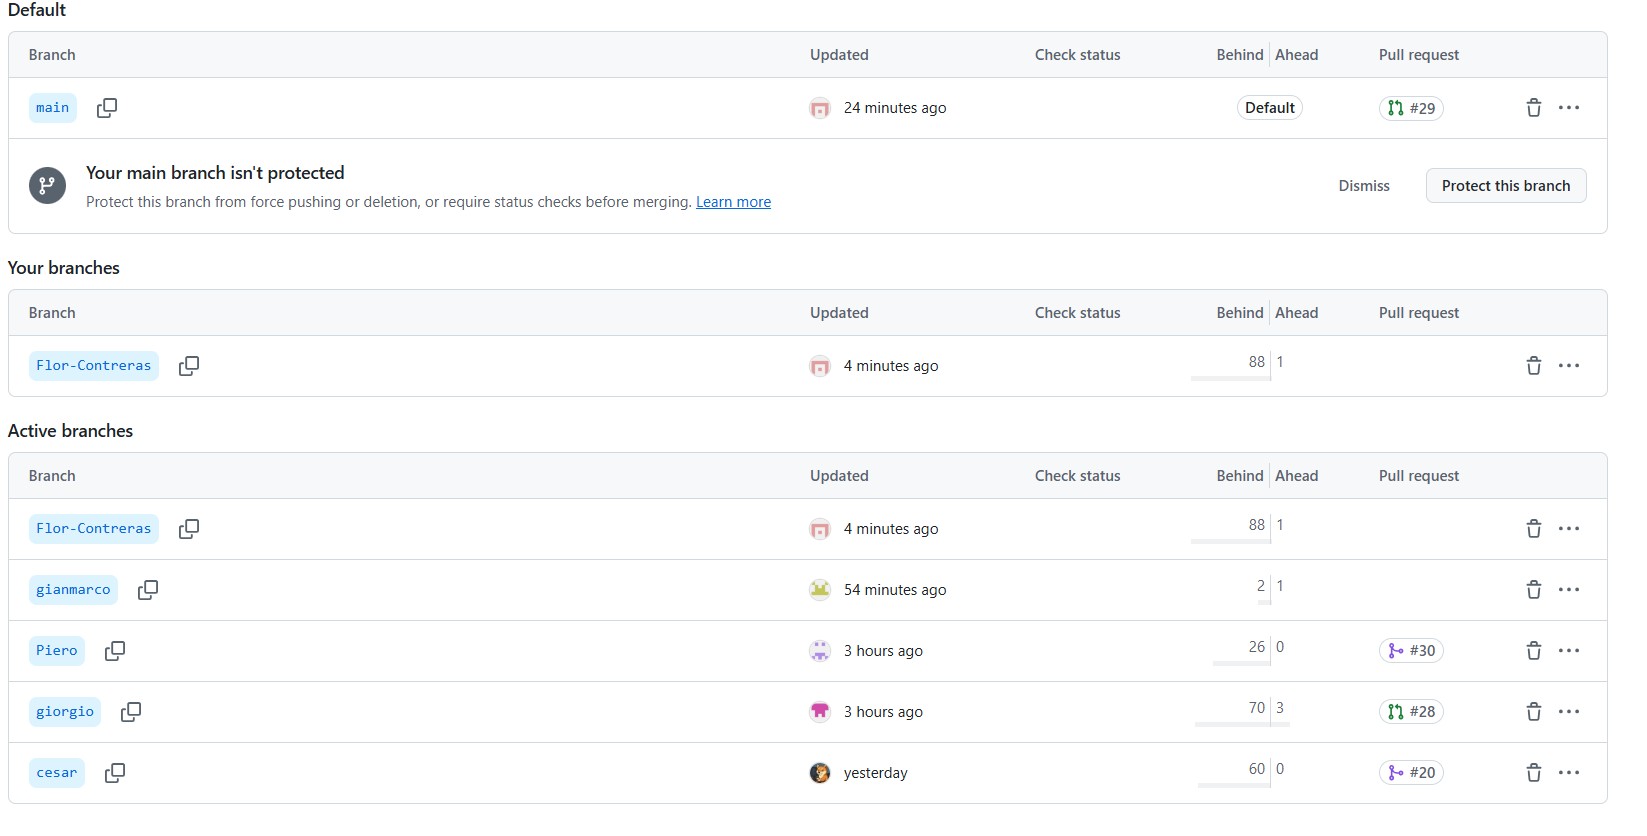 Default
Branch Updated Check status Behind Ahead Pull request
main 24 minutes ago Default #29
Your main branch isn't protected
Protect this branch from force pushing or deletion, or require status checks before merging. Learn more
Dismiss Protect this branch
Your branches
Branch Updated Check status Behind Ahead Pull request
Flor-Contreras 4 minutes ago 88 1
Active branches
Branch Updated Check status Behind Ahead Pull request
Flor-Contreras 4 minutes ago 88 1
gianmarco 54 minutes ago 2 1
Piero 3 hours ago 26 0 #30
giorgio 3 hours ago 70 3 #28
cesar yesterday 60 0 #20